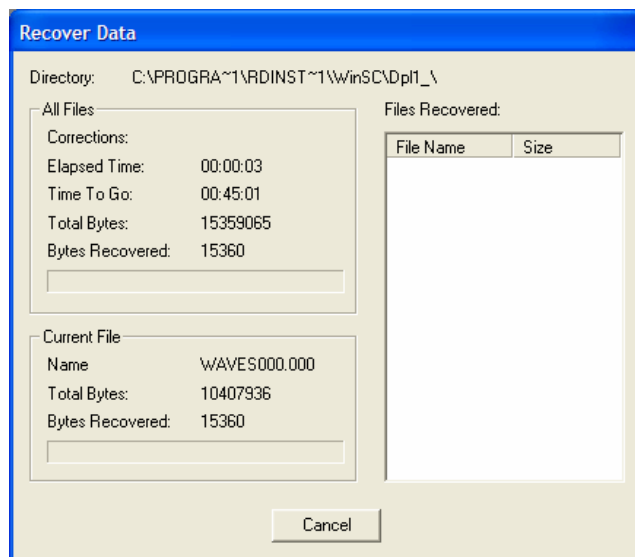 Recover Data
Directory: C:\PROGRA~1\RDINST~1\WinSC\Dpl1_\
All Files
Corrections:
Elapsed Time: 00:00:03
Time To Go: 00:45:01
Total Bytes: 15359065
Bytes Recovered: 15360
Current File
Name WAVES000.000
Total Bytes: 10407936
Bytes Recovered: 15360
Files Recovered:
File Name Size
Cancel